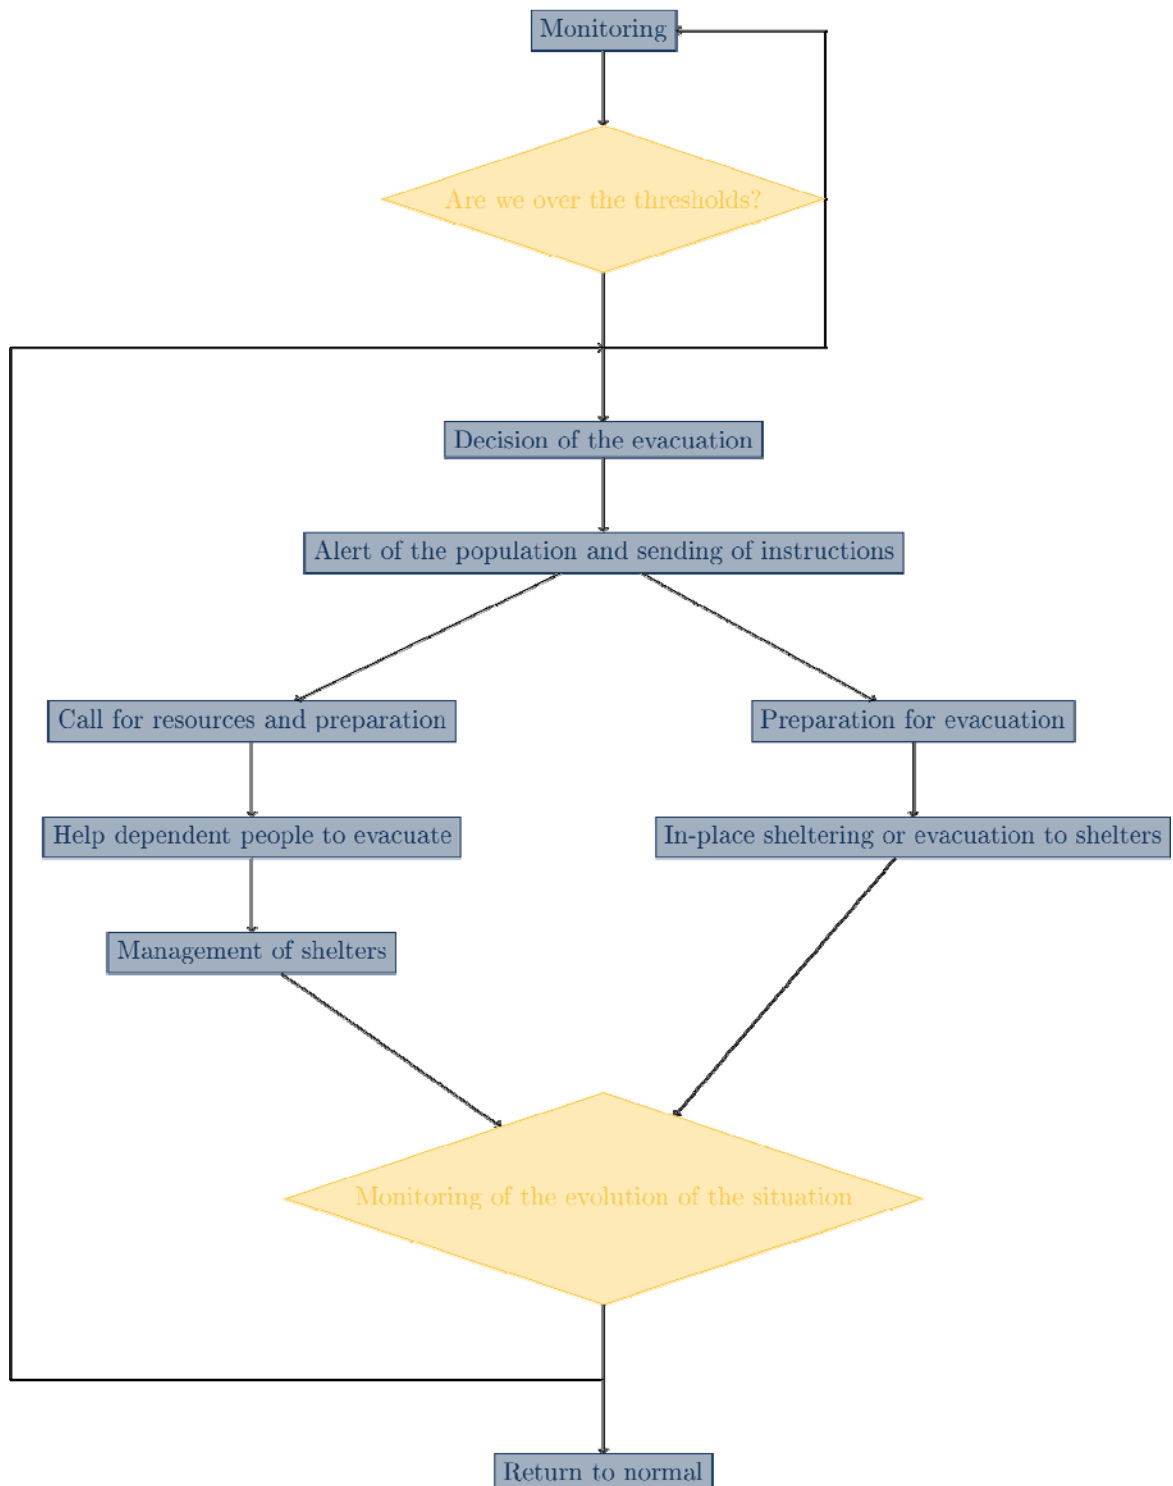 Monitoring
Are we over the thresholds?
Decision of the evacuation
Alert of the population and sending of instructions
Call for resources and preparation
Preparation for evacuation
Help dependent people to evacuate
In-place sheltering or evacuation to shelters
Management of shelters
Monitoring of the evolution of the situation
Return to normal